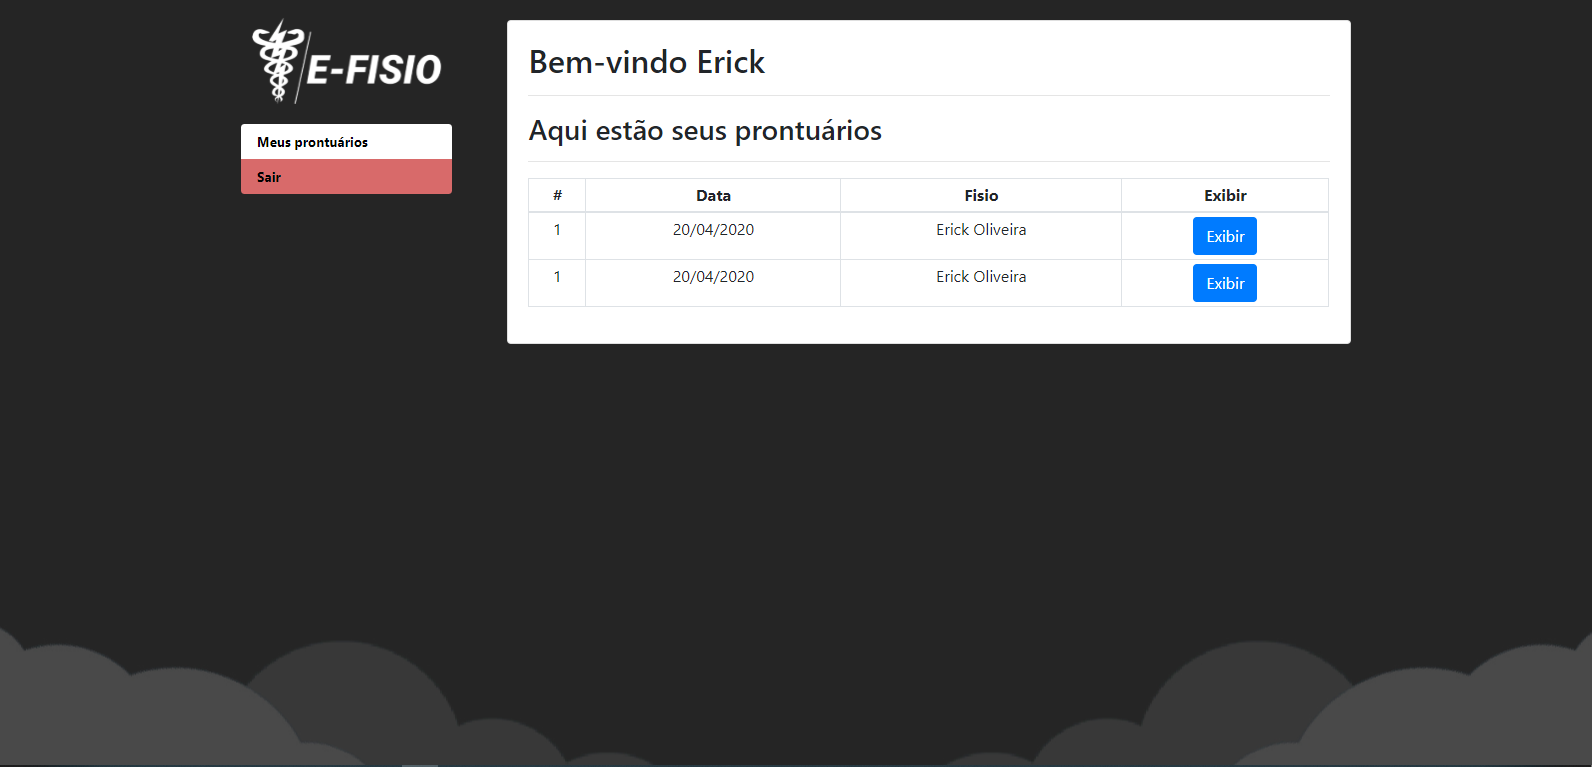 E-FISIO
Meus prontuários
Sair
Bem-vindo Erick
Aqui estão seus prontuários
# Data Fisio Exibir
1 20/04/2020 Erick Oliveira Exibir
1 20/04/2020 Erick Oliveira Exibir